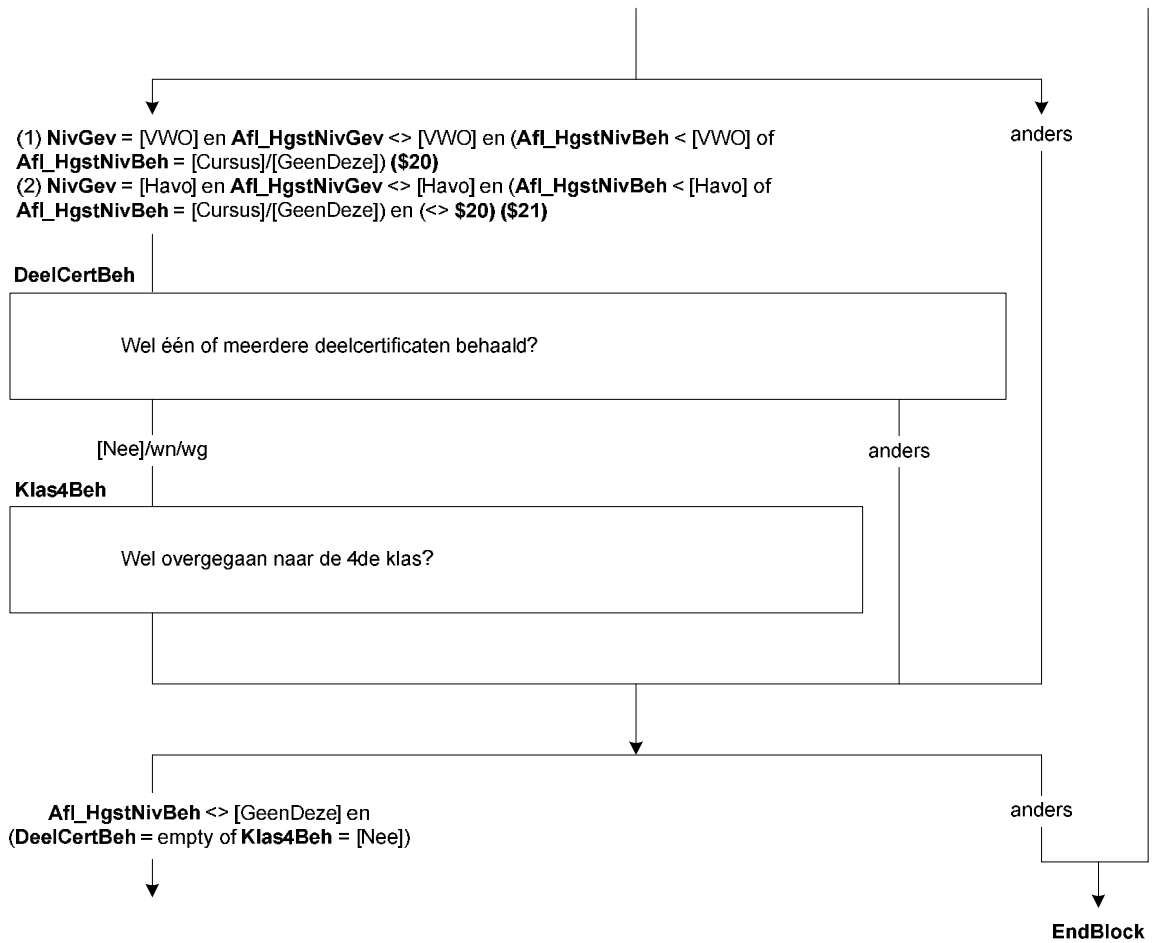 (1) NivGev = [VWO] en Afl_HgstNivGev <> [VWO] en (Afl_HgstNivBeh < [VWO] of
Afl_HgstNivBeh = [Cursus]/[GeenDeze]) ($20)
(2) NivGev = [Havo] en Afl_HgstNivGev <> [Havo] en (Afl_HgstNivBeh < [Havo] of
Afl_HgstNivBeh = [Cursus]/[GeenDeze]) en (<> $20) ($21)
anders
DeelCertBeh
Wel één of meerdere deelcertificaten behaald?
[Nee]/wn/wg
anders
Klas4Beh
Wel overgegaan naar de 4de klas?
Afl_HgstNivBeh <> [GeenDeze] en
(DeelCertBeh = empty of Klas4Beh = [Nee])
anders
EndBlock